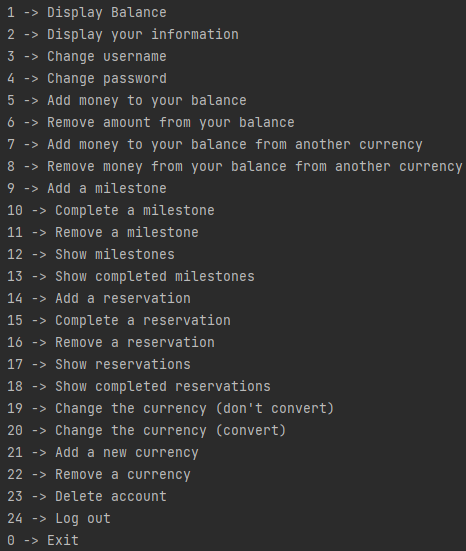 1 -> Display Balance
2 -> Display your information
3 -> Change username
4 -> Change password
5 -> Add money to your balance
6 -> Remove amount from your balance
7 -> Add money to your balance from another currency
8 -> Remove money from your balance from another currency
9 -> Add a milestone
10 -> Complete a milestone
11 -> Remove a milestone
12 -> Show milestones
13 -> Show completed milestones
14 -> Add a reservation
15 -> Complete a reservation
16 -> Remove a reservation
17 -> Show reservations
18 -> Show completed reservations
19 -> Change the currency (don't convert)
20 -> Change the currency (convert)
21 -> Add a new currency
22 -> Remove a currency
23 -> Delete account
24 -> Log out
0 -> Exit